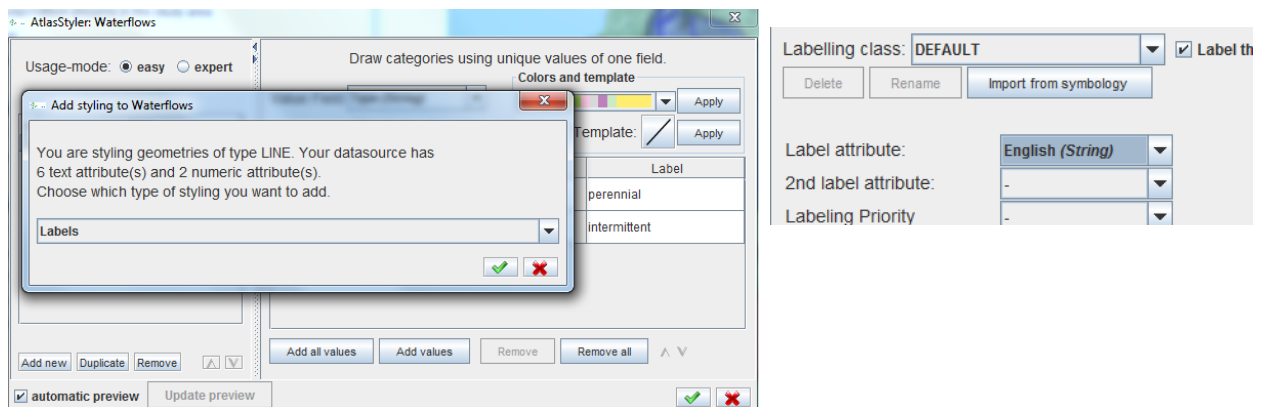 AtlasStyler: Waterflows
Usage-mode: easy expert
Draw categories using unique values of one field.
Colors and template
Apply
Template: Apply
Label
perennial
intermittent
Add styling to Waterflows
You are styling geometries of type LINE. Your datasource has
6 text attribute(s) and 2 numeric attribute(s).
Choose which type of styling you want to add.
Labels
Add all values Add values Remove Remove all
Add new Duplicate Remove
automatic preview Update preview
Labelling class: DEFAULT Label th
Delete Rename Import from symbology
Label attribute: English (String)
2nd label attribute: -
Labeling Priority -